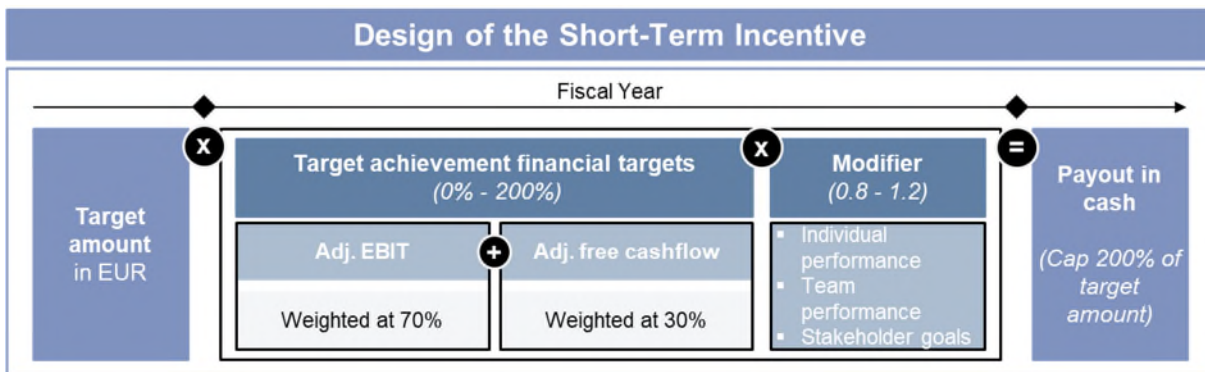 Design of the Short-Term Incentive
Fiscal Year
Target
amount
in EUR
x
Target achievement financial targets
(0% - 200%)
Adj. EBIT
+
Adj. free cashflow
Weighted at 70%
Weighted at 30%
x
Modifier
(0.8 - 1.2)
▪ Individual
performance
▪ Team
performance
▪ Stakeholder goals
=
Payout in
cash
(Cap 200% of
target
amount)